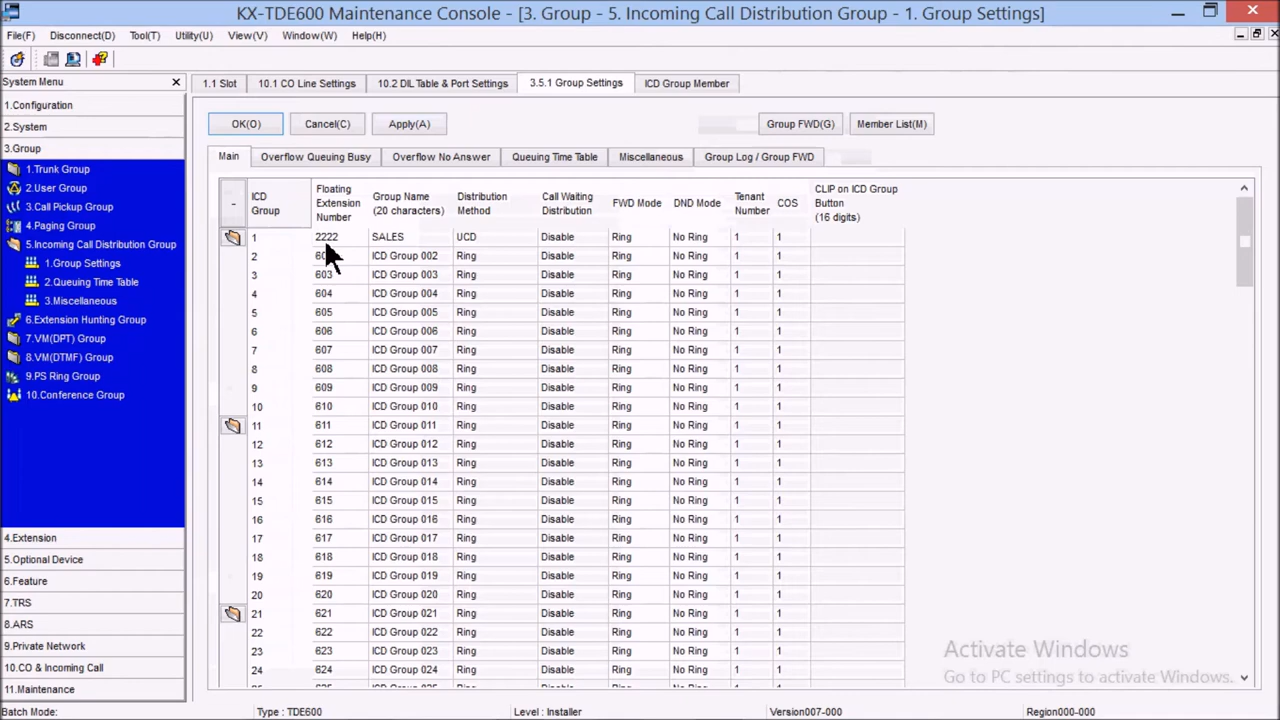 KX-TDE600 Maintenance Console - [3. Group - 5. Incoming Call Distribution Group - 1. Group Settings]
File(F) Disconnect(D) Tool(T) Utility(U) View(V) Window(W) Help(H)
System Menu
1.Configuration
2.System
3.Group
1.Trunk Group
2.User Group
3.Call Pickup Group
4.Paging Group
5.Incoming Call Distribution Group
1.Group Settings
2.Queuing Time Table
3.Miscellaneous
6.Extension Hunting Group
7.VM(DPT) Group
8.VM(DTMF) Group
9.PS Ring Group
10.Conference Group
4.Extension
5.Optional Device
6.Feature
7.TRS
8.ARS
9.Private Network
10.CO & Incoming Call
11.Maintenance
1.1 Slot 10.1 CO Line Settings 10.2 DIL Table & Port Settings 3.5.1 Group Settings ICD Group Member
OK(O) Cancel(C) Apply(A) Group FWD(G) Member List(M)
Main Overflow Queuing Busy Overflow No Answer Queuing Time Table Miscellaneous Group Log / Group FWD
- ICD Group Floating Extension Number Group Name (20 characters) Distribution Method Call Waiting Distribution FWD Mode DND Mode Tenant Number COS CLIP on ICD Group Button (16 digits)
1 2222 SALES UCD Disable Ring No Ring 1 1
2 ICD Group 002 Ring Disable Ring No Ring 1 1
3 603 ICD Group 003 Ring Disable Ring No Ring 1 1
4 604 ICD Group 004 Ring Disable Ring No Ring 1 1
5 605 ICD Group 005 Ring Disable Ring No Ring 1 1
6 606 ICD Group 006 Ring Disable Ring No Ring 1 1
7 607 ICD Group 007 Ring Disable Ring No Ring 1 1
8 608 ICD Group 008 Ring Disable Ring No Ring 1 1
9 609 ICD Group 009 Ring Disable Ring No Ring 1 1
10 610 ICD Group 010 Ring Disable Ring No Ring 1 1
11 611 ICD Group 011 Ring Disable Ring No Ring 1 1
12 612 ICD Group 012 Ring Disable Ring No Ring 1 1
13 613 ICD Group 013 Ring Disable Ring No Ring 1 1
14 614 ICD Group 014 Ring Disable Ring No Ring 1 1
15 615 ICD Group 015 Ring Disable Ring No Ring 1 1
16 616 ICD Group 016 Ring Disable Ring No Ring 1 1
17 617 ICD Group 017 Ring Disable Ring No Ring 1 1
18 618 ICD Group 018 Ring Disable Ring No Ring 1 1
19 619 ICD Group 019 Ring Disable Ring No Ring 1 1
20 620 ICD Group 020 Ring Disable Ring No Ring 1 1
21 621 ICD Group 021 Ring Disable Ring No Ring 1 1
22 622 ICD Group 022 Ring Disable Ring No Ring 1 1
23 623 ICD Group 023 Ring Disable Ring No Ring 1 1
24 624 ICD Group 024 Ring Disable Ring No Ring 1 1
Activate Windows
Go to PC settings to activate Windows.
Batch Mode: Type : TDE600 Level : Installer Version007-000 Region000-000